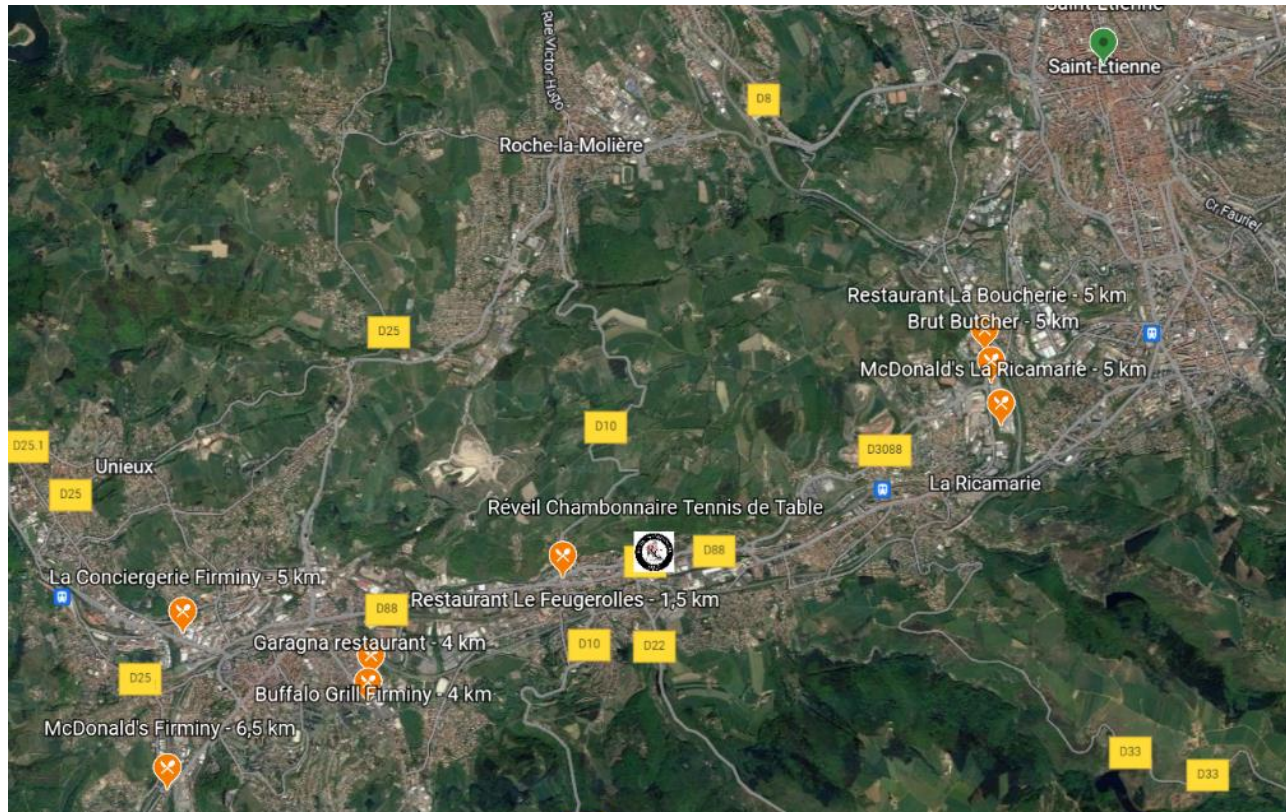 Saint-Etienne
Saint-Etienne
D8
Rue Victor Hugo
Roche-la-Molière
Cr Fauriel
Restaurant La Boucherie - 5 km
Brut Butcher - 5 km
D25
McDonald's La Ricamarie - 5 km
D10
D25.1
D3088
Unieux
D25
La Ricamarie
Réveil Chambonnaire Tennis de Table
D88
La Conciergerie Firminy - 5 km
Restaurant Le Feugerolles - 1,5 km
D88
Garagna restaurant - 4 km
D10
D22
D25
Buffalo Grill Firminy - 4 km
McDonald's Firminy - 6,5 km
D33
D33